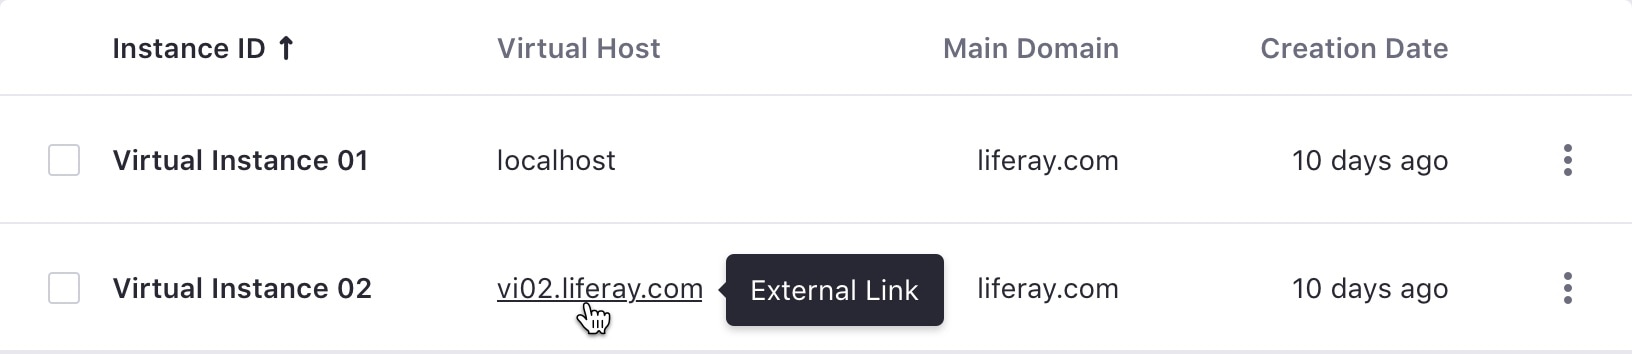 Instance ID ↑ Virtual Host Main Domain Creation Date
Virtual Instance 01 localhost liferay.com 10 days ago
Virtual Instance 02 vi02.liferay.com External Link liferay.com 10 days ago